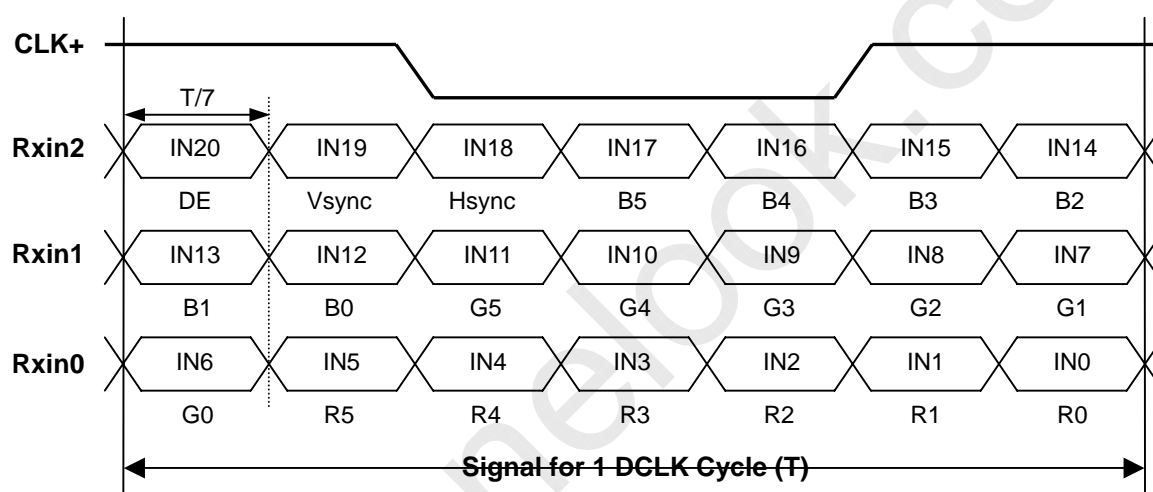 CLK+
T/7
Rxin2 IN20 IN19 IN18 IN17 IN16 IN15 IN14
DE Vsync Hsync B5 B4 B3 B2
Rxin1 IN13 IN12 IN11 IN10 IN9 IN8 IN7
B1 B0 G5 G4 G3 G2 G1
Rxin0 IN6 IN5 IN4 IN3 IN2 IN1 IN0
G0 R5 R4 R3 R2 R1 R0
Signal for 1 DCLK Cycle (T)
nelook.co